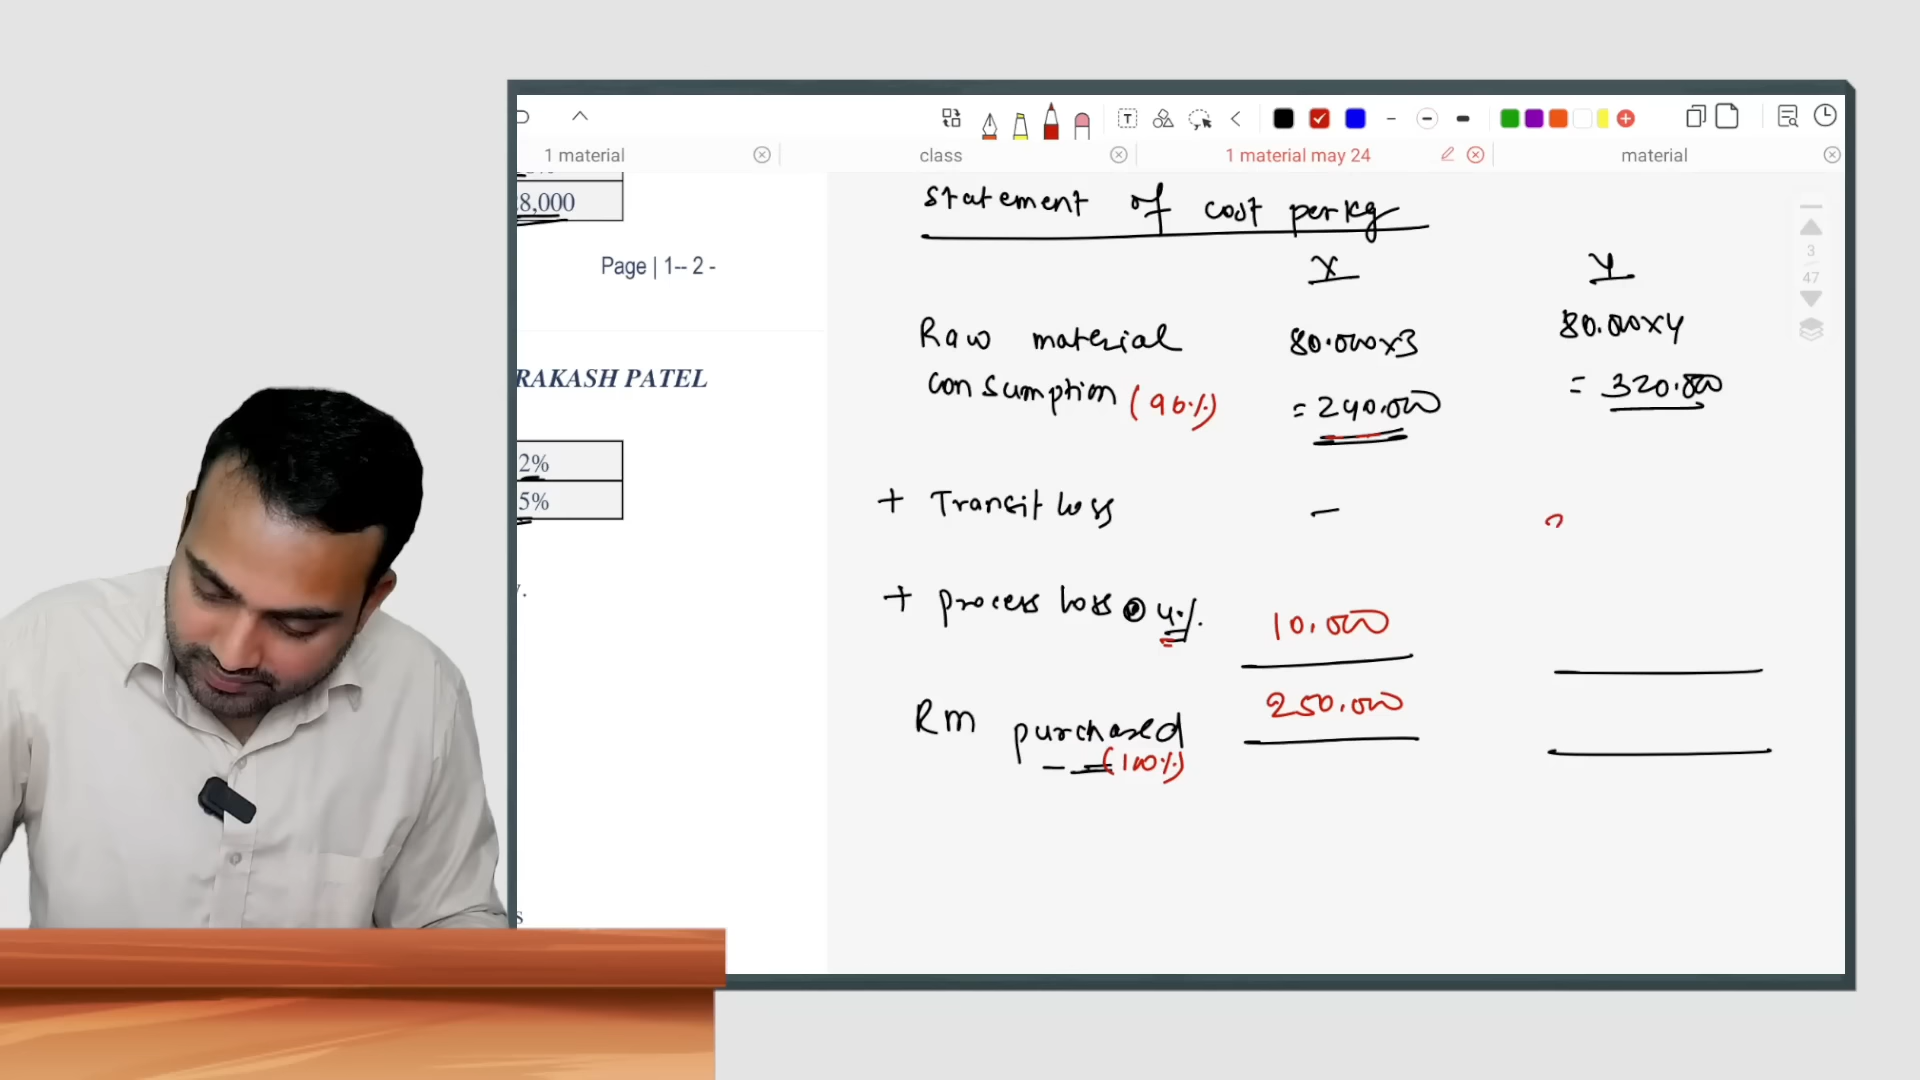 1 material
class
1 material may 24
material
8,000
Page | 1-- 2 -
RAKASH PATEL
2%
5%
3
47
Statement of cost per kg
X Y
Raw material 80.000x3 80.000x4
consumption (96%) = 240.000 = 320.000
+ Transit loss -
+ process loss @ 4%. 10.000
250.000
Rm purchased
(100%)
s